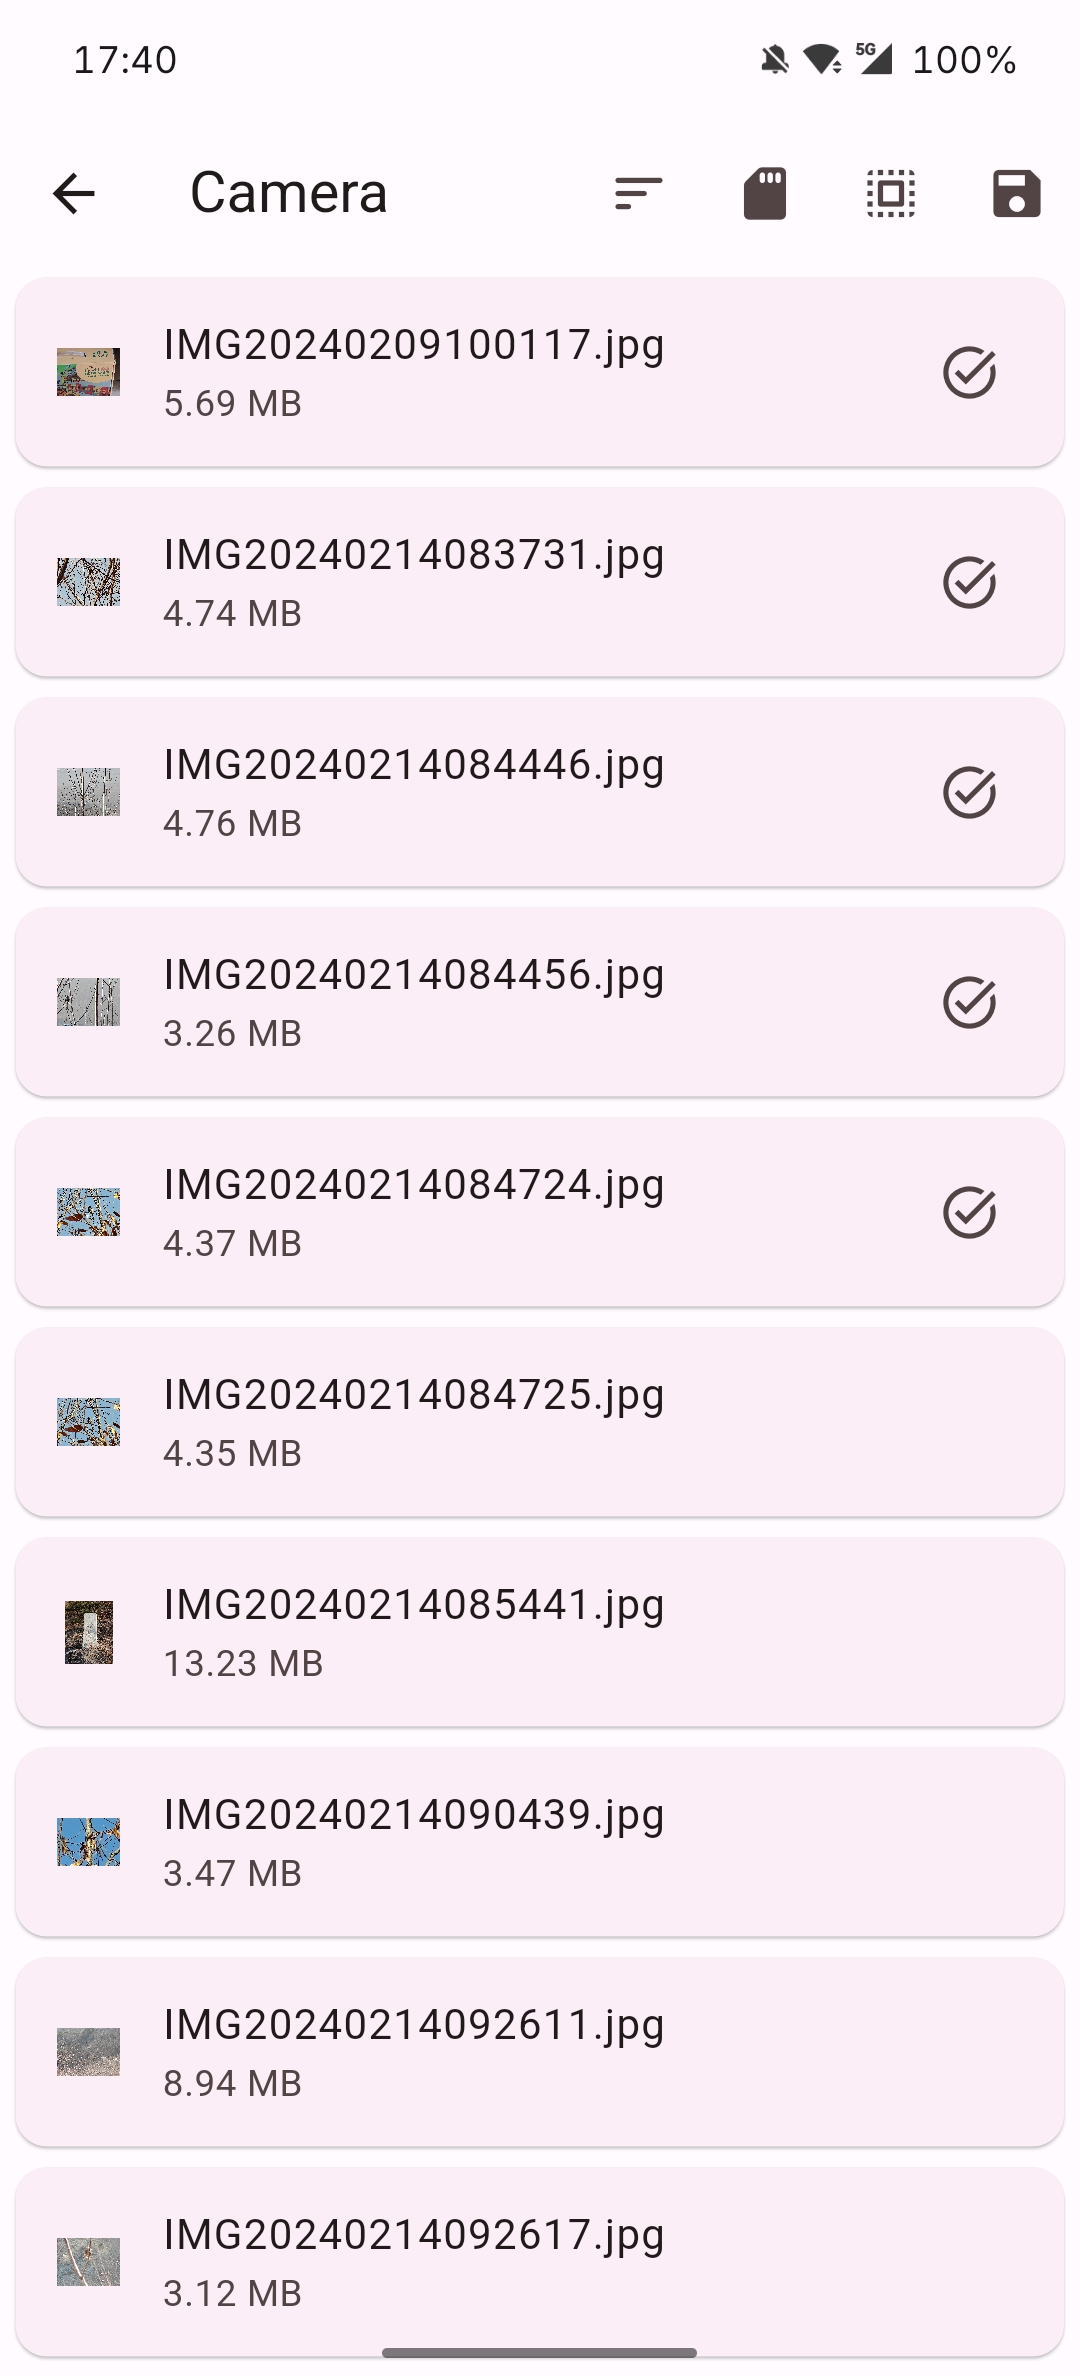 17:40
5G 100%
Camera
IMG20240209100117.jpg
5.69 MB
IMG20240214083731.jpg
4.74 MB
IMG20240214084446.jpg
4.76 MB
IMG20240214084456.jpg
3.26 MB
IMG20240214084724.jpg
4.37 MB
IMG20240214084725.jpg
4.35 MB
IMG20240214085441.jpg
13.23 MB
IMG20240214090439.jpg
3.47 MB
IMG20240214092611.jpg
8.94 MB
IMG20240214092617.jpg
3.12 MB